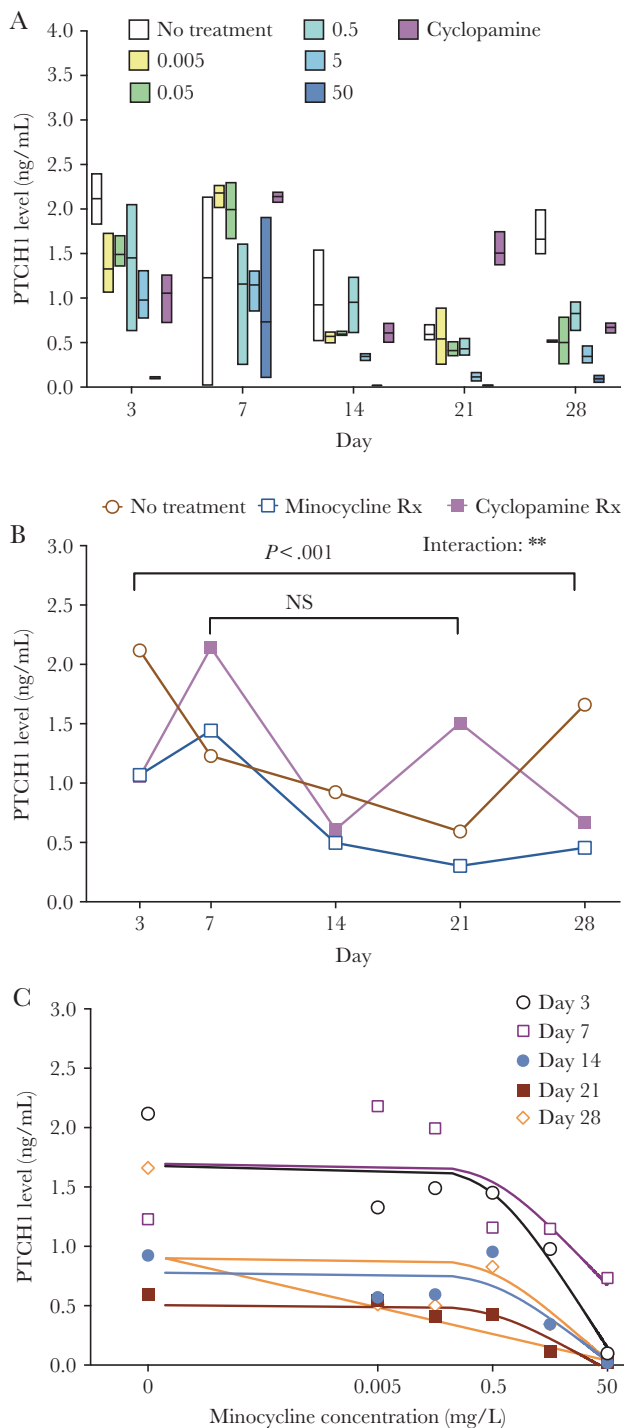 A
No treatment 0.5 Cyclopamine
0.005 5
0.05 50
PTCH1 level (ng/mL)
4.0
3.5
3.0
2.5
2.0
1.5
1.0
0.5
0.0
3 7 14 21 28
Day
No treatment Minocycline Rx Cyclopamine Rx
B
P< .001 Interaction: **
NS
PTCH1 level (ng/mL)
3.0
2.5
2.0
1.5
1.0
0.5
0.0
3 7 14 21 28
Day
C
Day 3
Day 7
Day 14
Day 21
Day 28
PTCH1 level (ng/mL)
3.0
2.5
2.0
1.5
1.0
0.5
0.0
0 0.005 0.5 50
Minocycline concentration (mg/L)